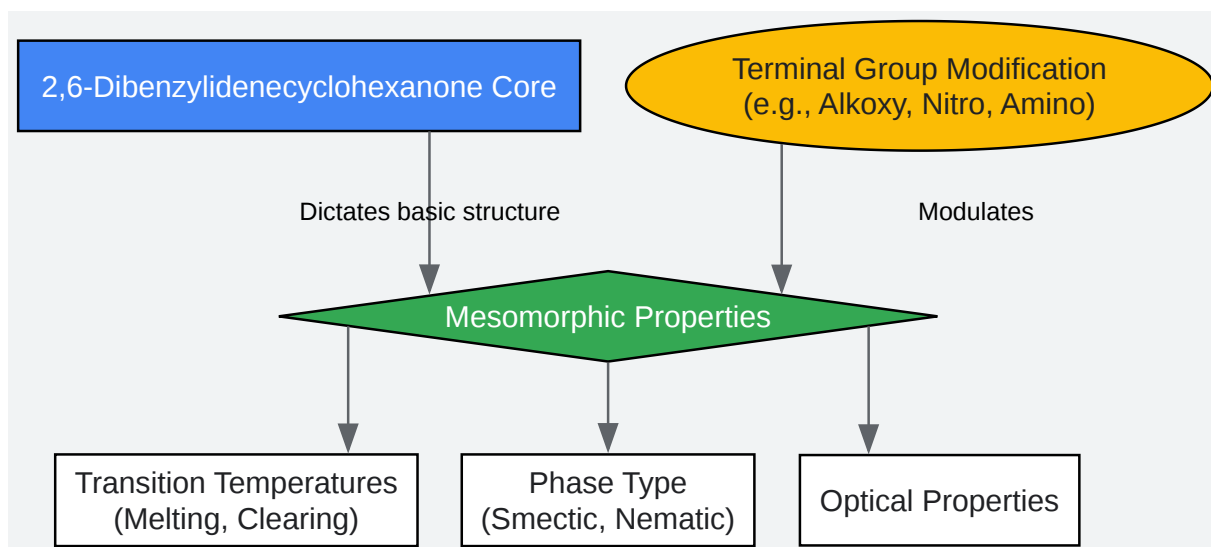 2,6-Dibenzylidenecyclohexanone Core
Terminal Group Modification
(e.g., Alkoxy, Nitro, Amino)
Dictates basic structure
Modulates
Mesomorphic Properties
Transition Temperatures
(Melting, Clearing)
Phase Type
(Smectic, Nematic)
Optical Properties